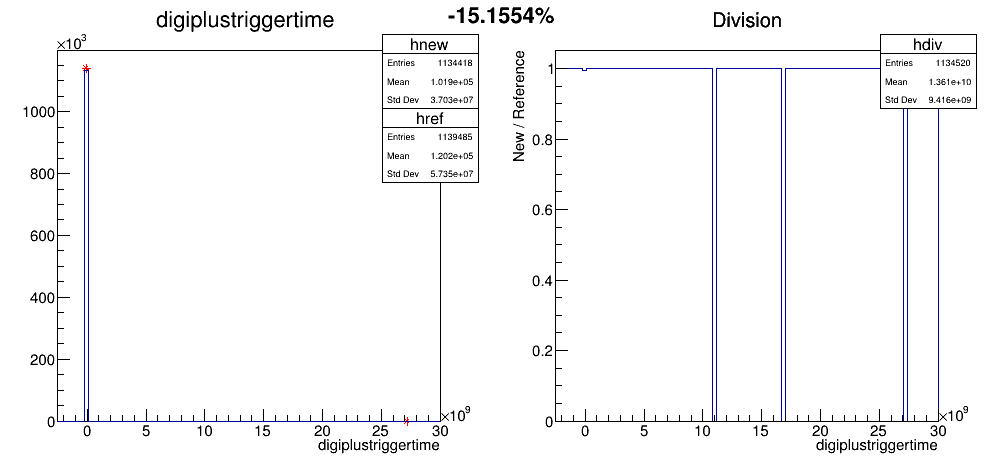 digiplustriggertime
-15.1554%
Division
×10³
hnew
Entries 1134418
Mean 1.019e+05
Std Dev 3.703e+07
href
Entries 1139485
Mean 1.202e+05
Std Dev 5.735e+07
1000
800
600
400
200
0
0 5 10 15 20 25 30
×10⁹
digiplustriggertime
hdiv
Entries 1134520
Mean 1.361e+10
Std Dev 9.416e+09
New / Reference
1
0.8
0.6
0.4
0.2
0
0 5 10 15 20 25 30
×10⁹
digiplustriggertime